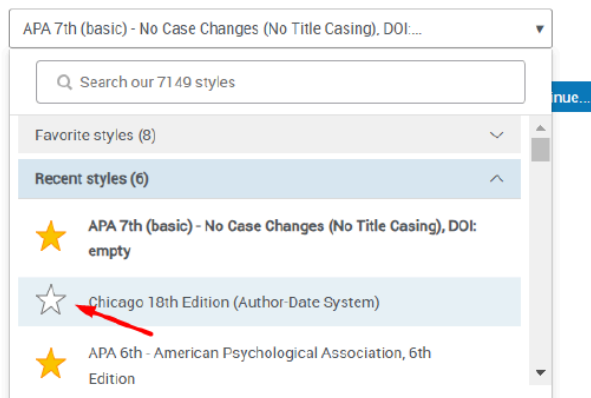 APA 7th (basic) - No Case Changes (No Title Casing), DOI:...
Search our 7149 styles
inue...
Favorite styles (8)
Recent styles (6)
APA 7th (basic) - No Case Changes (No Title Casing), DOI:
empty
Chicago 18th Edition (Author-Date System)
APA 6th - American Psychological Association, 6th
Edition